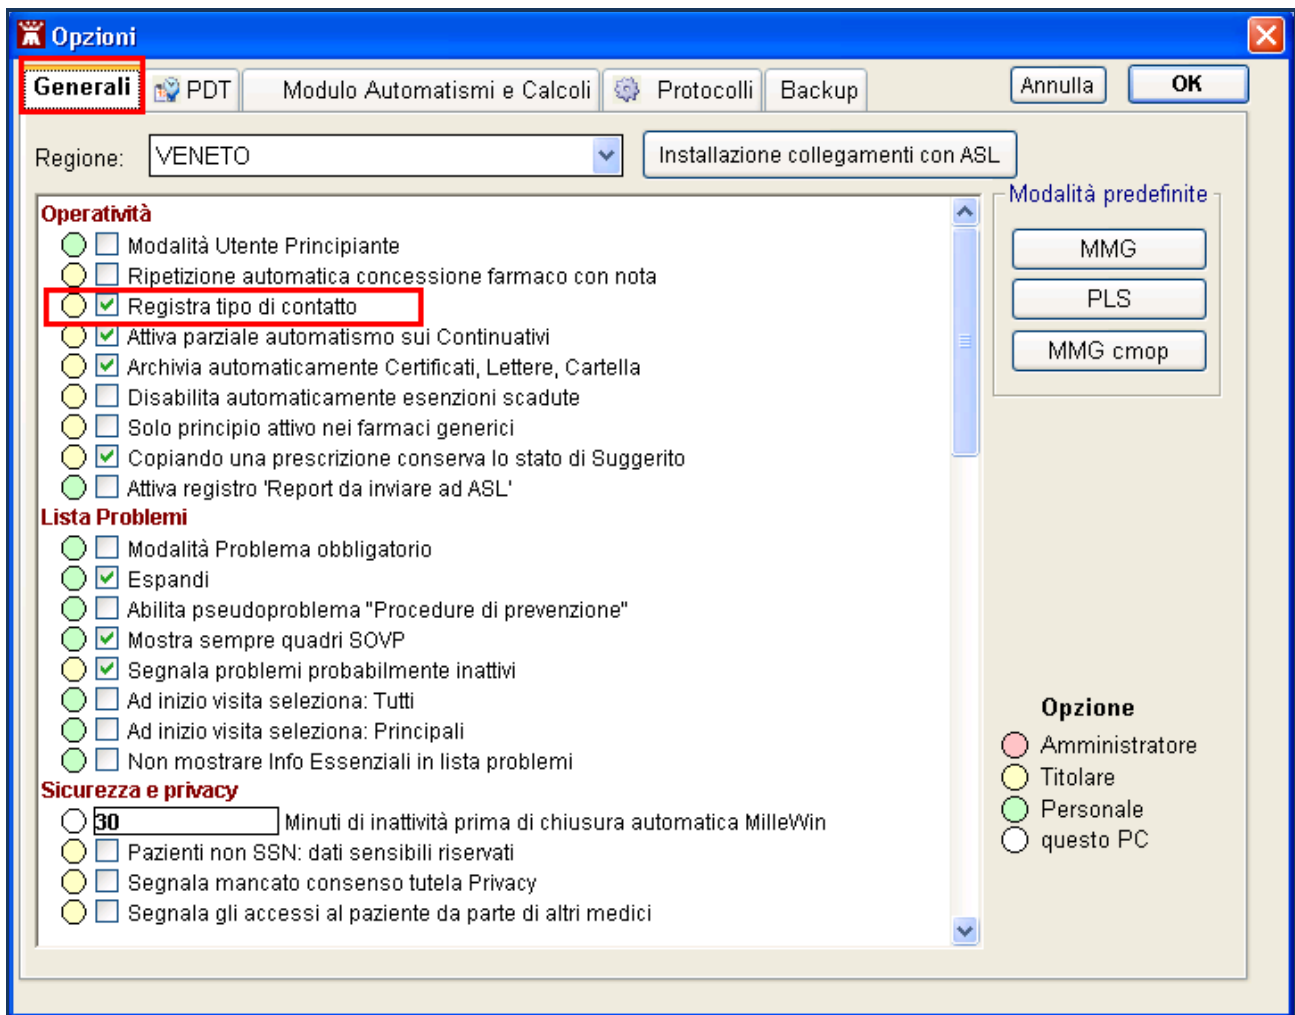 Opzioni
Generali PDT Modulo Automatismi e Calcoli Protocolli Backup Annulla OK
Regione: VENETO Installazione collegamenti con ASL
Modalità predefinite
MMG
PLS
MMG cmop
Operatività
Modalità Utente Principiante
Ripetizione automatica concessione farmaco con nota
Registra tipo di contatto
Attiva parziale automatismo sui Continuativi
Archivia automaticamente Certificati, Lettere, Cartella
Disabilita automaticamente esenzioni scadute
Solo principio attivo nei farmaci generici
Copiando una prescrizione conserva lo stato di Suggerito
Attiva registro 'Report da inviare ad ASL'
Lista Problemi
Modalità Problema obbligatorio
Espandi
Abilita pseudoproblema "Procedure di prevenzione"
Mostra sempre quadri SOVP
Segnala problemi probabilmente inattivi
Ad inizio visita seleziona: Tutti
Ad inizio visita seleziona: Principali
Non mostrare Info Essenziali in lista problemi
Sicurezza e privacy
30 Minuti di inattività prima di chiusura automatica MilleWin
Pazienti non SSN: dati sensibili riservati
Segnala mancato consenso tutela Privacy
Segnala gli accessi al paziente da parte di altri medici
Opzione
Amministratore
Titolare
Personale
questo PC